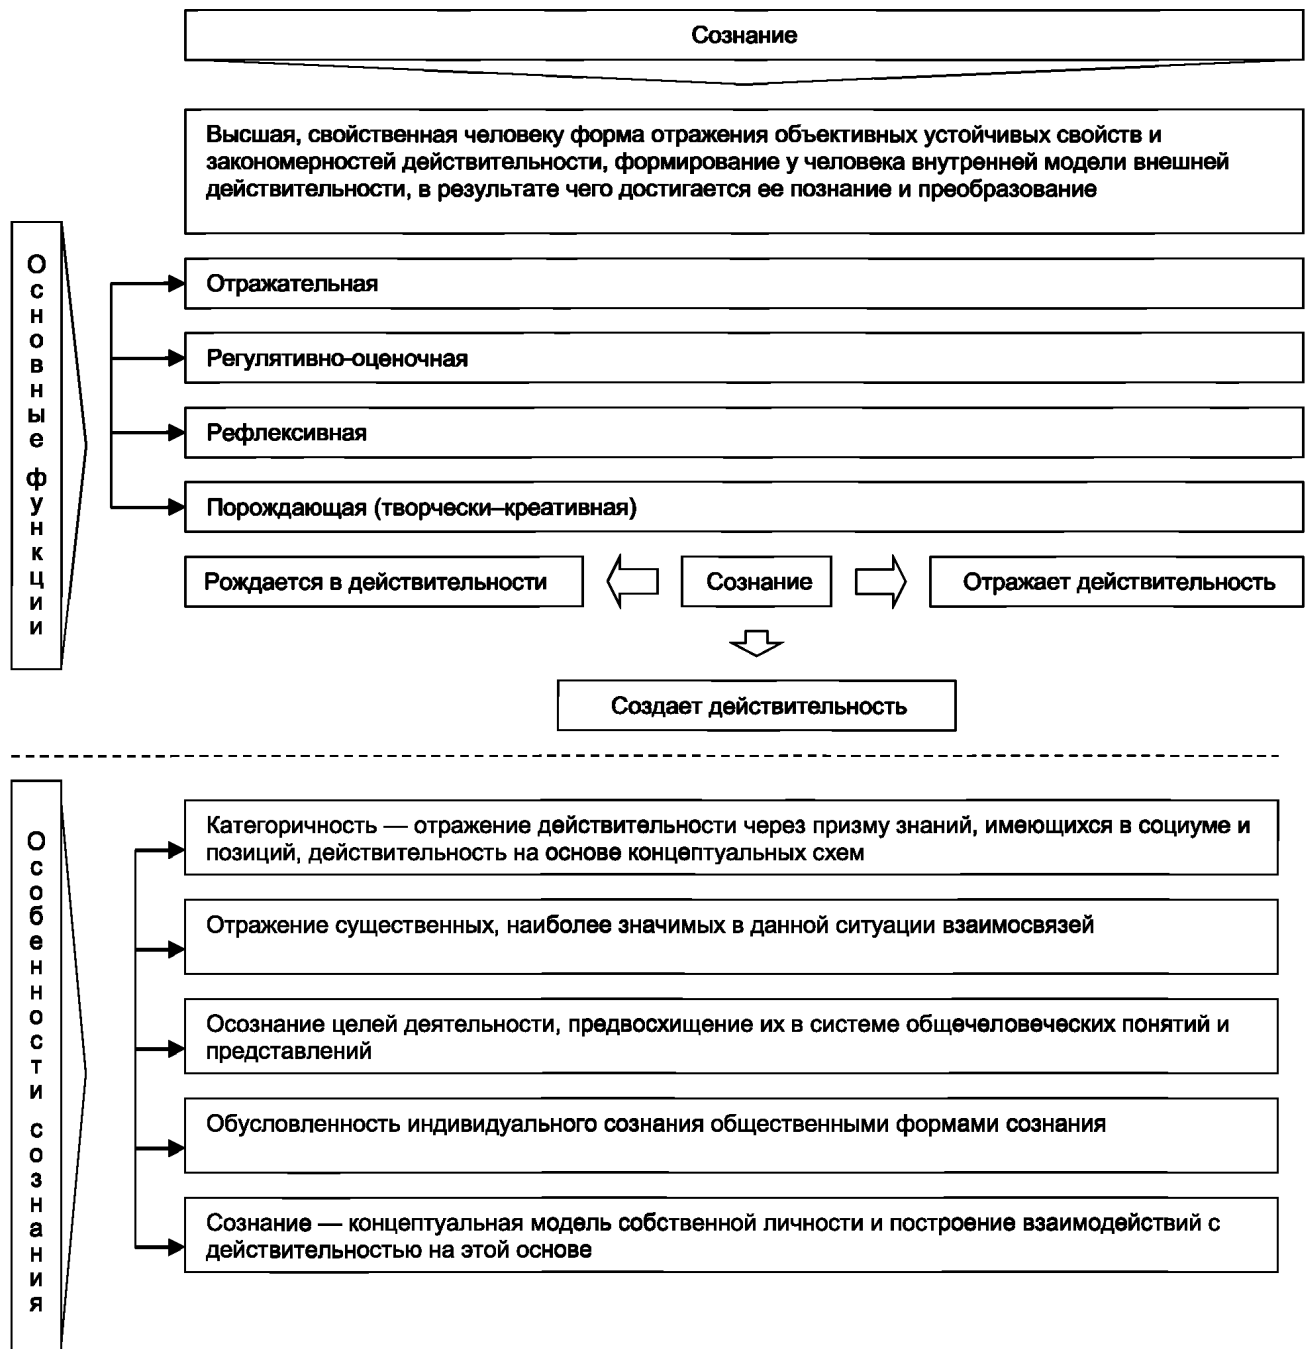 Сознание
Высшая, свойственная человеку форма отражения объективных устойчивых свойств и
закономерностей действительности, формирование у человека внутренней модели внешней
действительности, в результате чего достигается ее познание и преобразование
Основные функции
Отражательная
Регулятивно-оценочная
Рефлексивная
Порождающая (творчески–креативная)
Рождается в действительности
Сознание
Отражает действительность
Создает действительность
Особенности сознания
Категоричность — отражение действительности через призму знаний, имеющихся в социуме и
позиций, действительность на основе концептуальных схем
Отражение существенных, наиболее значимых в данной ситуации взаимосвязей
Осознание целей деятельности, предвосхищение их в системе общечеловеческих понятий и
представлений
Обусловленность индивидуального сознания общественными формами сознания
Сознание — концептуальная модель собственной личности и построение взаимодействий с
действительностью на этой основе